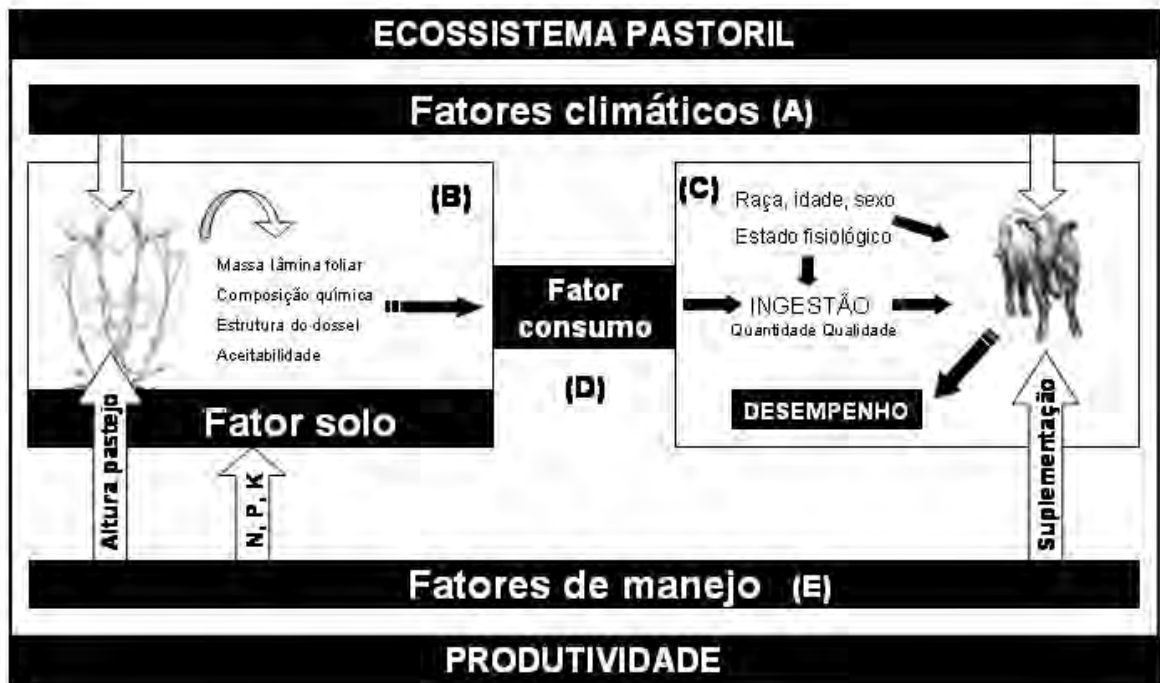 ECOSSISTEMA PASTORIL
Fatores climáticos (A)
(B)
Massa lâmina foliar
Composição química
Estrutura do dossel
Aceitabilidade
Fator solo
Fator
consumo
(D)
(C)
Raça, idade, sexo
Estado fisiológico
INGESTÃO
Quantidade Qualidade
DESEMPENHO
Altura pastejo
N, P, K
Suplementação
Fatores de manejo (E)
PRODUTIVIDADE